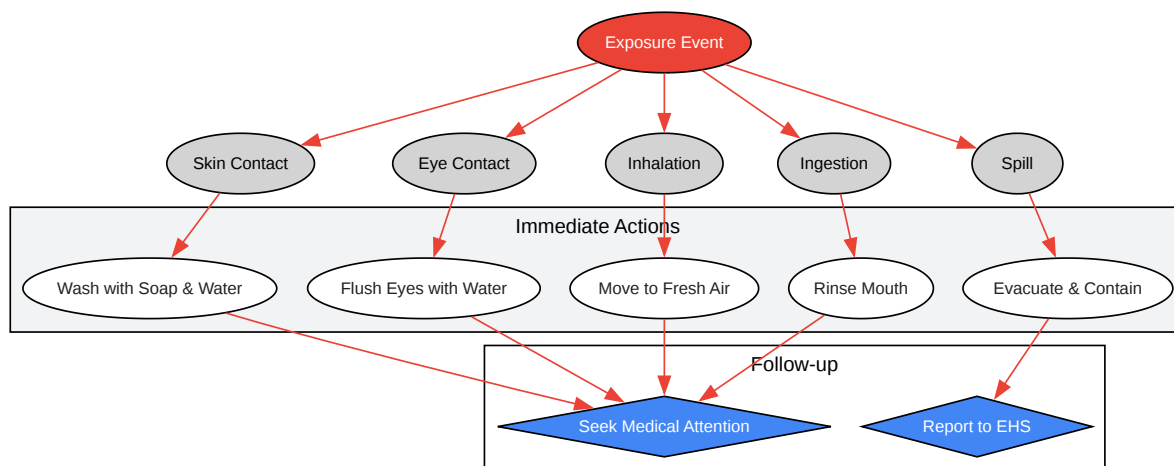 Exposure Event
Skin Contact
Eye Contact
Inhalation
Ingestion
Spill
Immediate Actions
Wash with Soap & Water
Flush Eyes with Water
Move to Fresh Air
Rinse Mouth
Evacuate & Contain
Follow-up
Seek Medical Attention
Report to EHS